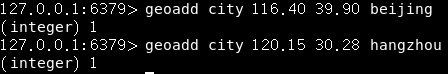 127.0.0.1:6379> geoadd city 116.40 39.90 beijing
(integer) 1
127.0.0.1:6379> geoadd city 120.15 30.28 hangzhou
(integer) 1